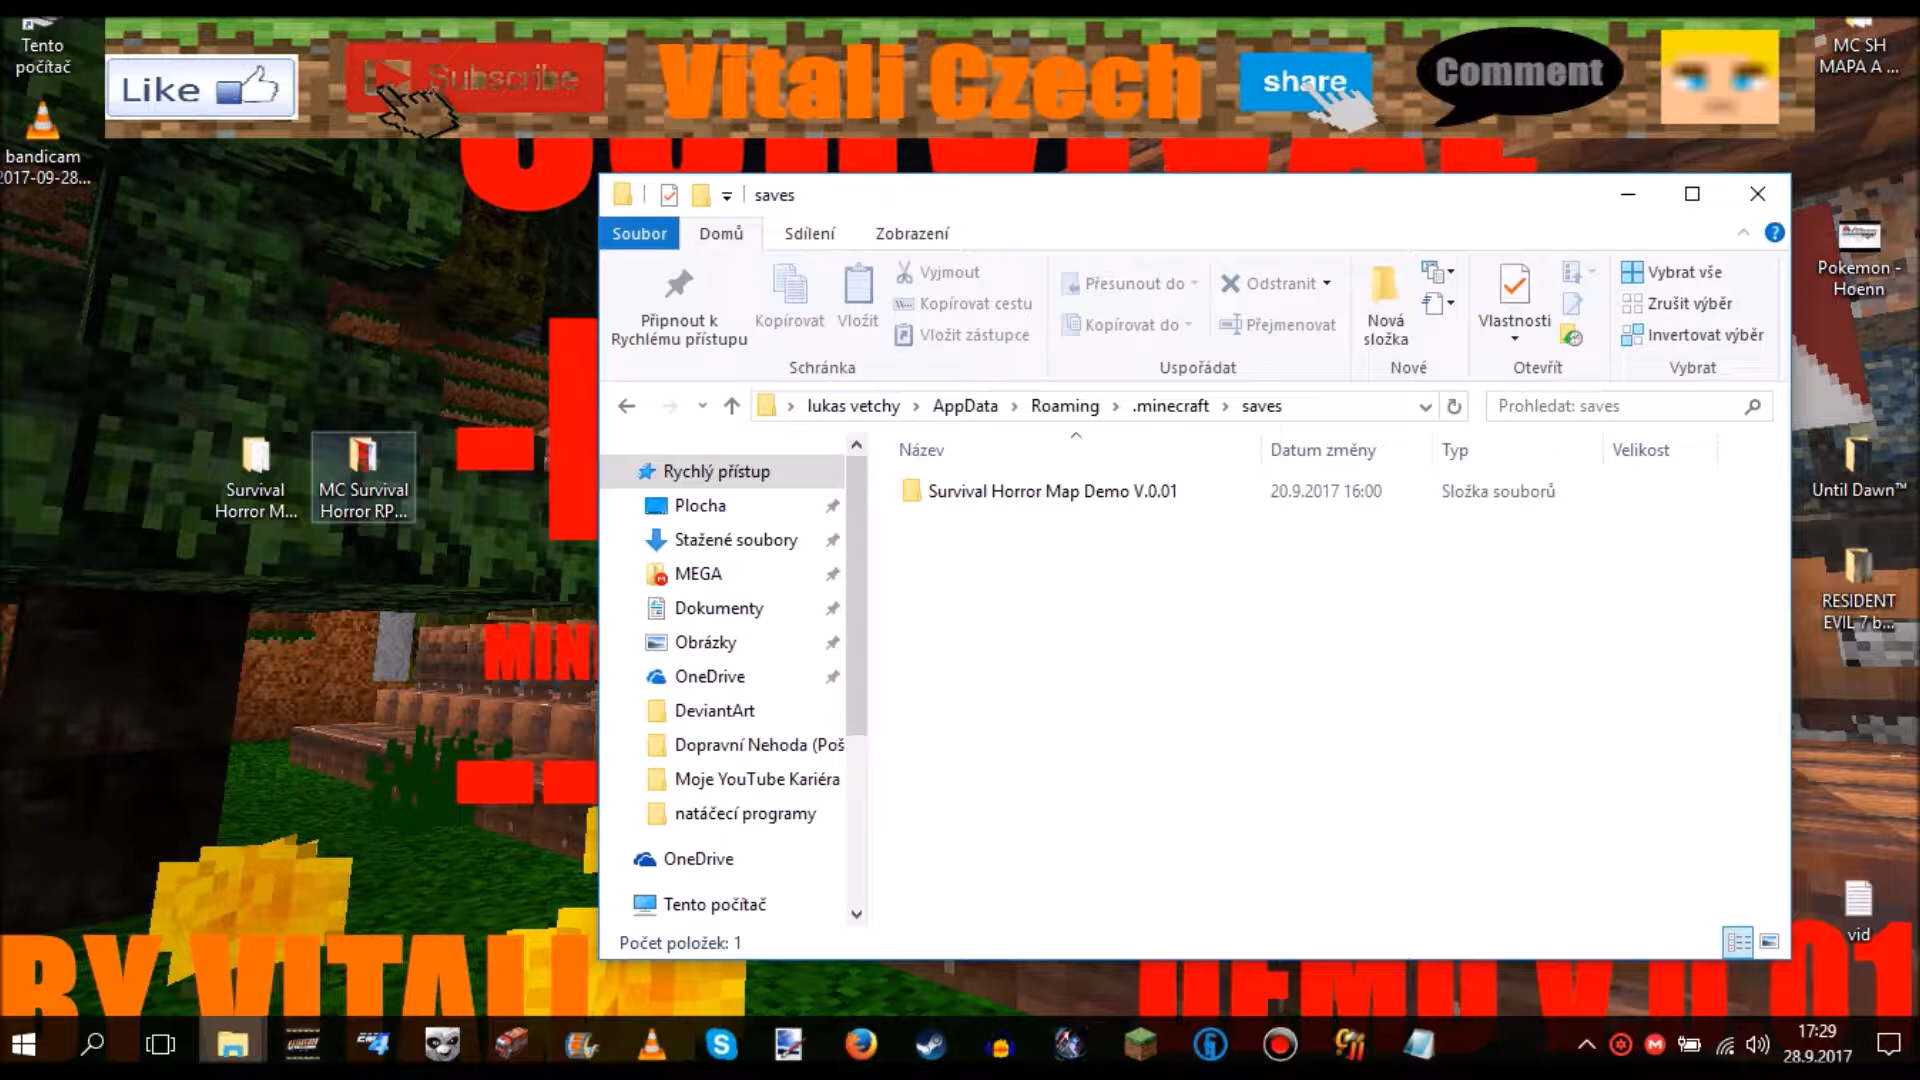 Tento
počítač
Like
Subscribe
Vitali Czech
share
Comment
MC SH
MAPA A ...
bandicam
2017-09-28...
saves
Soubor
Domů
Sdílení
Zobrazení
Připnout k
Rychlému přístupu
Kopírovat
Vložit
Vyjmout
Kopírovat cestu
Vložit zástupce
Schránka
Přesunout do
Kopírovat do
Odstranit
Přejmenovat
Uspořádat
Nová
složka
Nové
Vlastnosti
Otevřít
Vybrat vše
Zrušit výběr
Invertovat výběr
Vybrat
Pokemon -
Hoenn
lukas vetchy
AppData
Roaming
.minecraft
saves
Prohledat: saves
Název
Datum změny
Typ
Velikost
Survival Horror Map Demo V.0.01
20.9.2017 16:00
Složka souborů
Survival
Horror M...
MC Survival
Horror RP...
Rychlý přístup
Plocha
Stažené soubory
MEGA
Dokumenty
Obrázky
OneDrive
DeviantArt
Dopravní Nehoda (Poš
Moje YouTube Kariéra
natáčecí programy
OneDrive
Tento počítač
Until Dawn™
RESIDENT
EVIL 7 b...
vid
MIN
Počet položek: 1
BY VITALI
DEMO V.0.01
17:29
28.9.2017